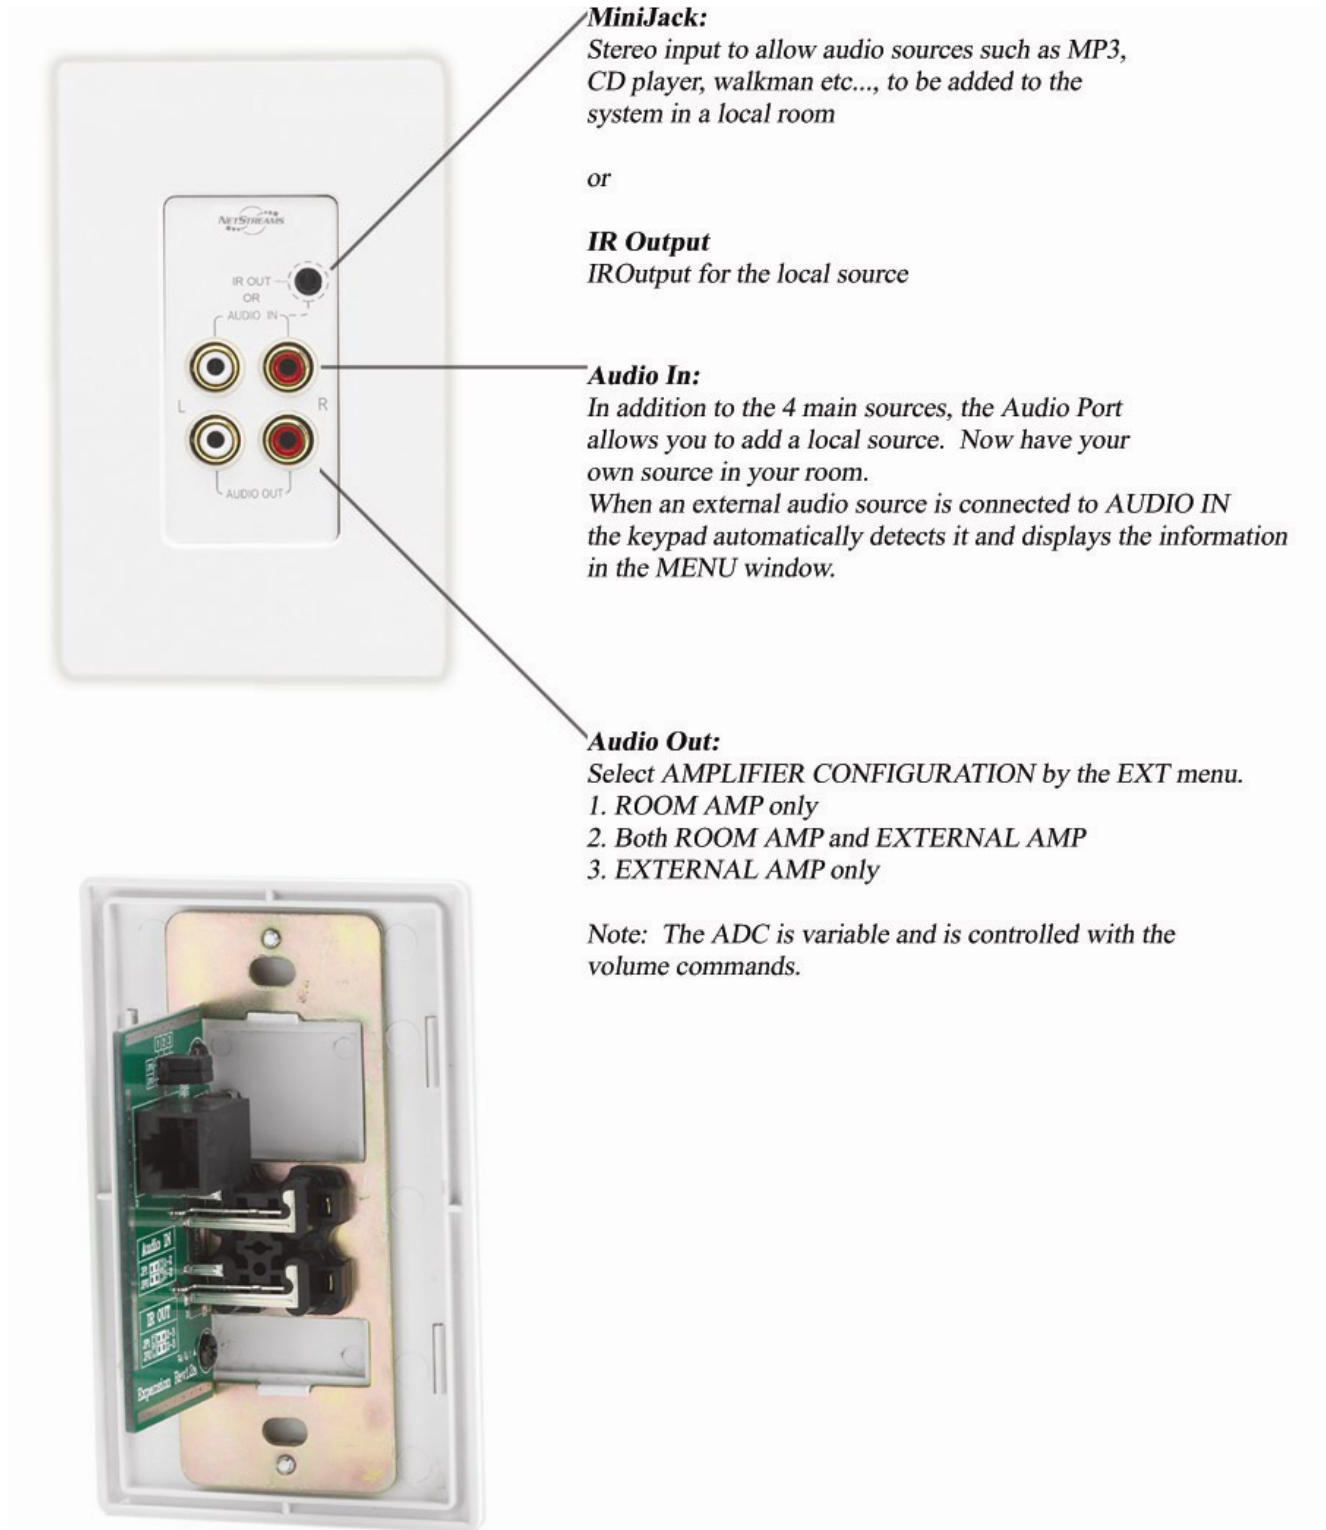 MiniJack:
Stereo input to allow audio sources such as MP3,
CD player, walkman etc..., to be added to the
system in a local room
or
IR Output
IROutput for the local source
NETSTREAMS
IR OUT
OR
AUDIO IN
L
R
AUDIO OUT
Audio In:
In addition to the 4 main sources, the Audio Port
allows you to add a local source. Now have your
own source in your room.
When an external audio source is connected to AUDIO IN
the keypad automatically detects it and displays the information
in the MENU window.
Audio Out:
Select AMPLIFIER CONFIGURATION by the EXT menu.
1. ROOM AMP only
2. Both ROOM AMP and EXTERNAL AMP
3. EXTERNAL AMP only
Note: The ADC is variable and is controlled with the
volume commands.
Audio IN
IR OUT